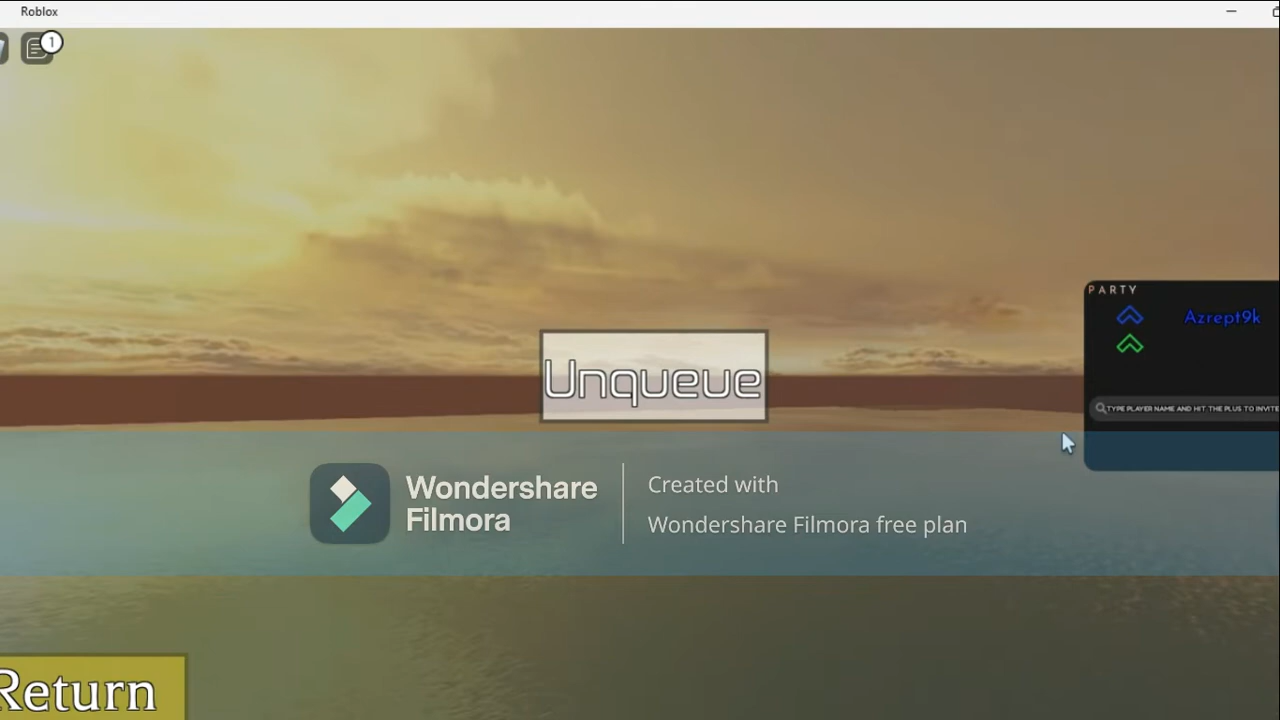 Roblox
1
PARTY
Azrept9k
Unqueue
TYPE PLAYER NAME AND HIT THE PLUS TO INVITE
Wondershare
Filmora
Created with
Wondershare Filmora free plan
Return